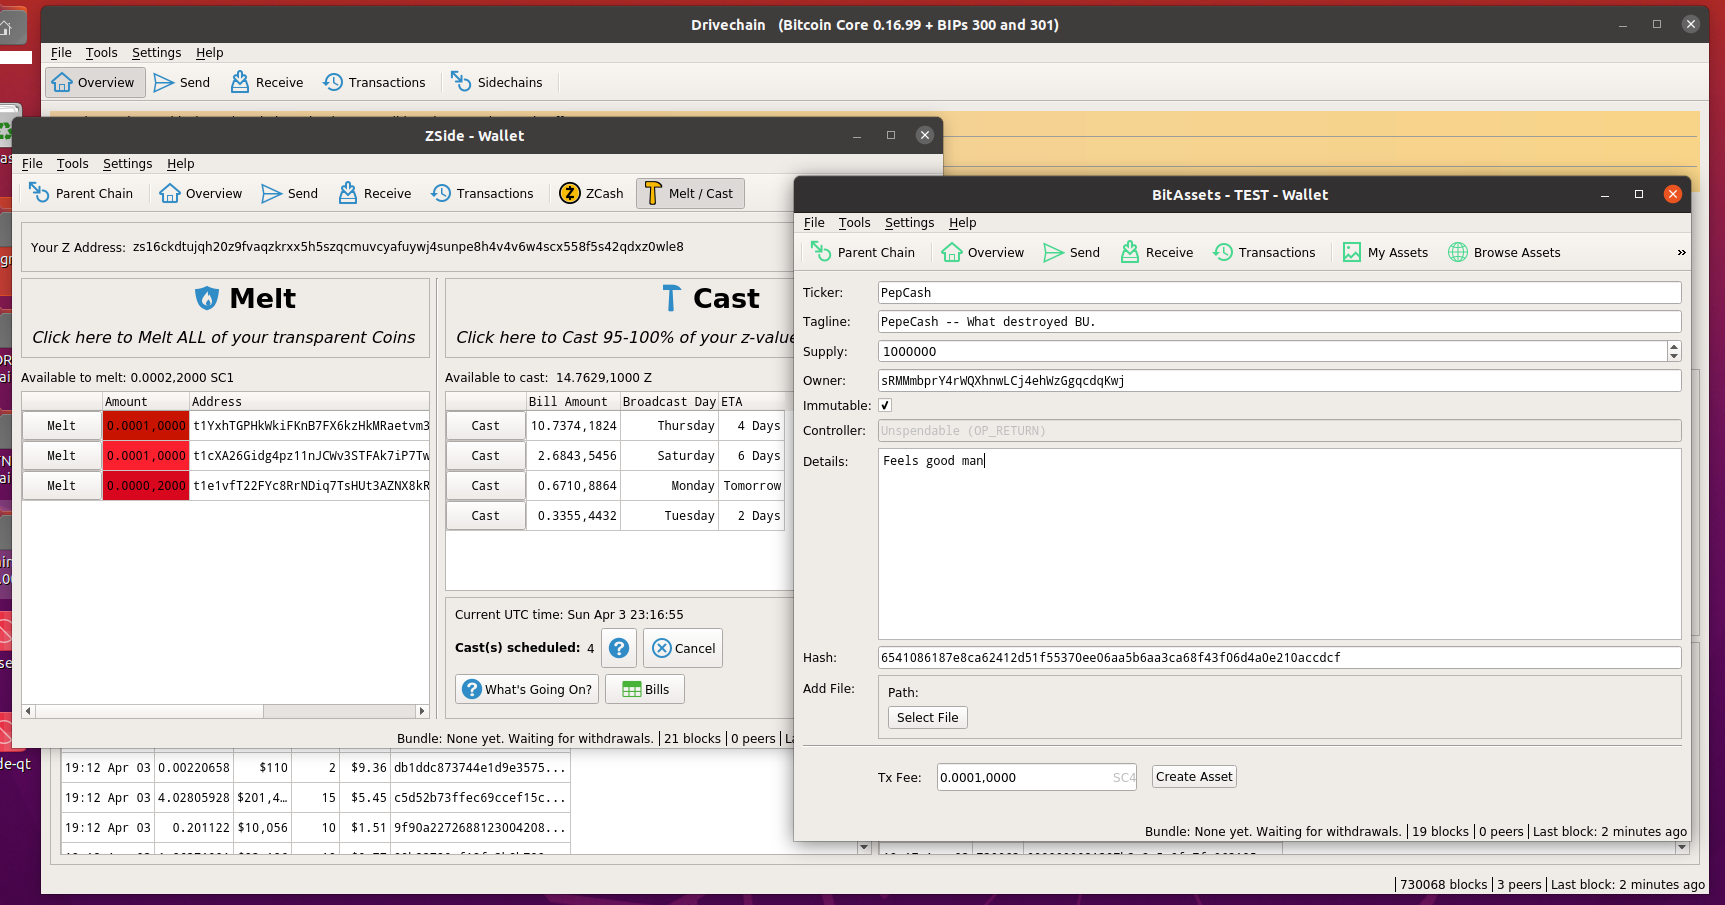 Drivechain   (Bitcoin Core 0.16.99 + BIPs 300 and 301)
File Tools Settings Help
Overview Send Receive Transactions Sidechains
ZSide - Wallet
File Tools Settings Help
Parent Chain Overview Send Receive Transactions ZCash Melt / Cast
Your Z Address: zs16ckdtujqh20z9fvaqzkrxx5h5szqcmuvcyafuywj4sunpe8h4v4v6w4scx558f5s42qdxz0wle8
Melt
Click here to Melt ALL of your transparent Coins
Available to melt: 0.0002,2000 SC1
Amount Address
Melt 0.0001,0000 t1YxhTGPHkWkiFKnB7FX6kzHkMRaetvm3
Melt 0.0001,0000 t1cXA26Gidg4pz11nJCWv3STFAk7iP7Tw
Melt 0.0000,2000 t1e1vfT22FYc8RrNDiq7TsHUt3AZNX8kR
Cast
Click here to Cast 95-100% of your z-value
Available to cast:  14.7629,1000 Z
Bill Amount Broadcast Day ETA
Cast 10.7374,1824 Thursday 4 Days
Cast 2.6843,5456 Saturday 6 Days
Cast 0.6710,8864 Monday Tomorrow
Cast 0.3355,4432 Tuesday 2 Days
Current UTC time: Sun Apr 3 23:16:55
Cast(s) scheduled: 4 ? Cancel
? What's Going On? Bills
Bundle: None yet. Waiting for withdrawals. 21 blocks 0 peers La
BitAssets - TEST - Wallet
File Tools Settings Help
Parent Chain Overview Send Receive Transactions My Assets Browse Assets »
Ticker: PepCash
Tagline: PepeCash -- What destroyed BU.
Supply: 1000000
Owner: sRMMmbprY4rWQXhnwLCj4ehWzGgqcdqKwj
Immutable: ✓
Controller: Unspendable (OP_RETURN)
Details: Feels good man
Hash: 6541086187e8ca62412d51f55370ee06aa5b6aa3ca68f43f06d4a0e210accdcf
Add File: Path:
Select File
Tx Fee: 0.0001,0000 SC4 Create Asset
Bundle: None yet. Waiting for withdrawals. 19 blocks 0 peers Last block: 2 minutes ago
19:12 Apr 03 0.00220658 $110 2 $9.36 db1ddc873744e1d9e3575...
19:12 Apr 03 4.02805928 $201,4... 15 $5.45 c5d52b73ffec69ccef15c...
19:12 Apr 03 0.201122 $10,056 10 $1.51 9f90a2272688123004208...
730068 blocks 3 peers Last block: 2 minutes ago
de-qt